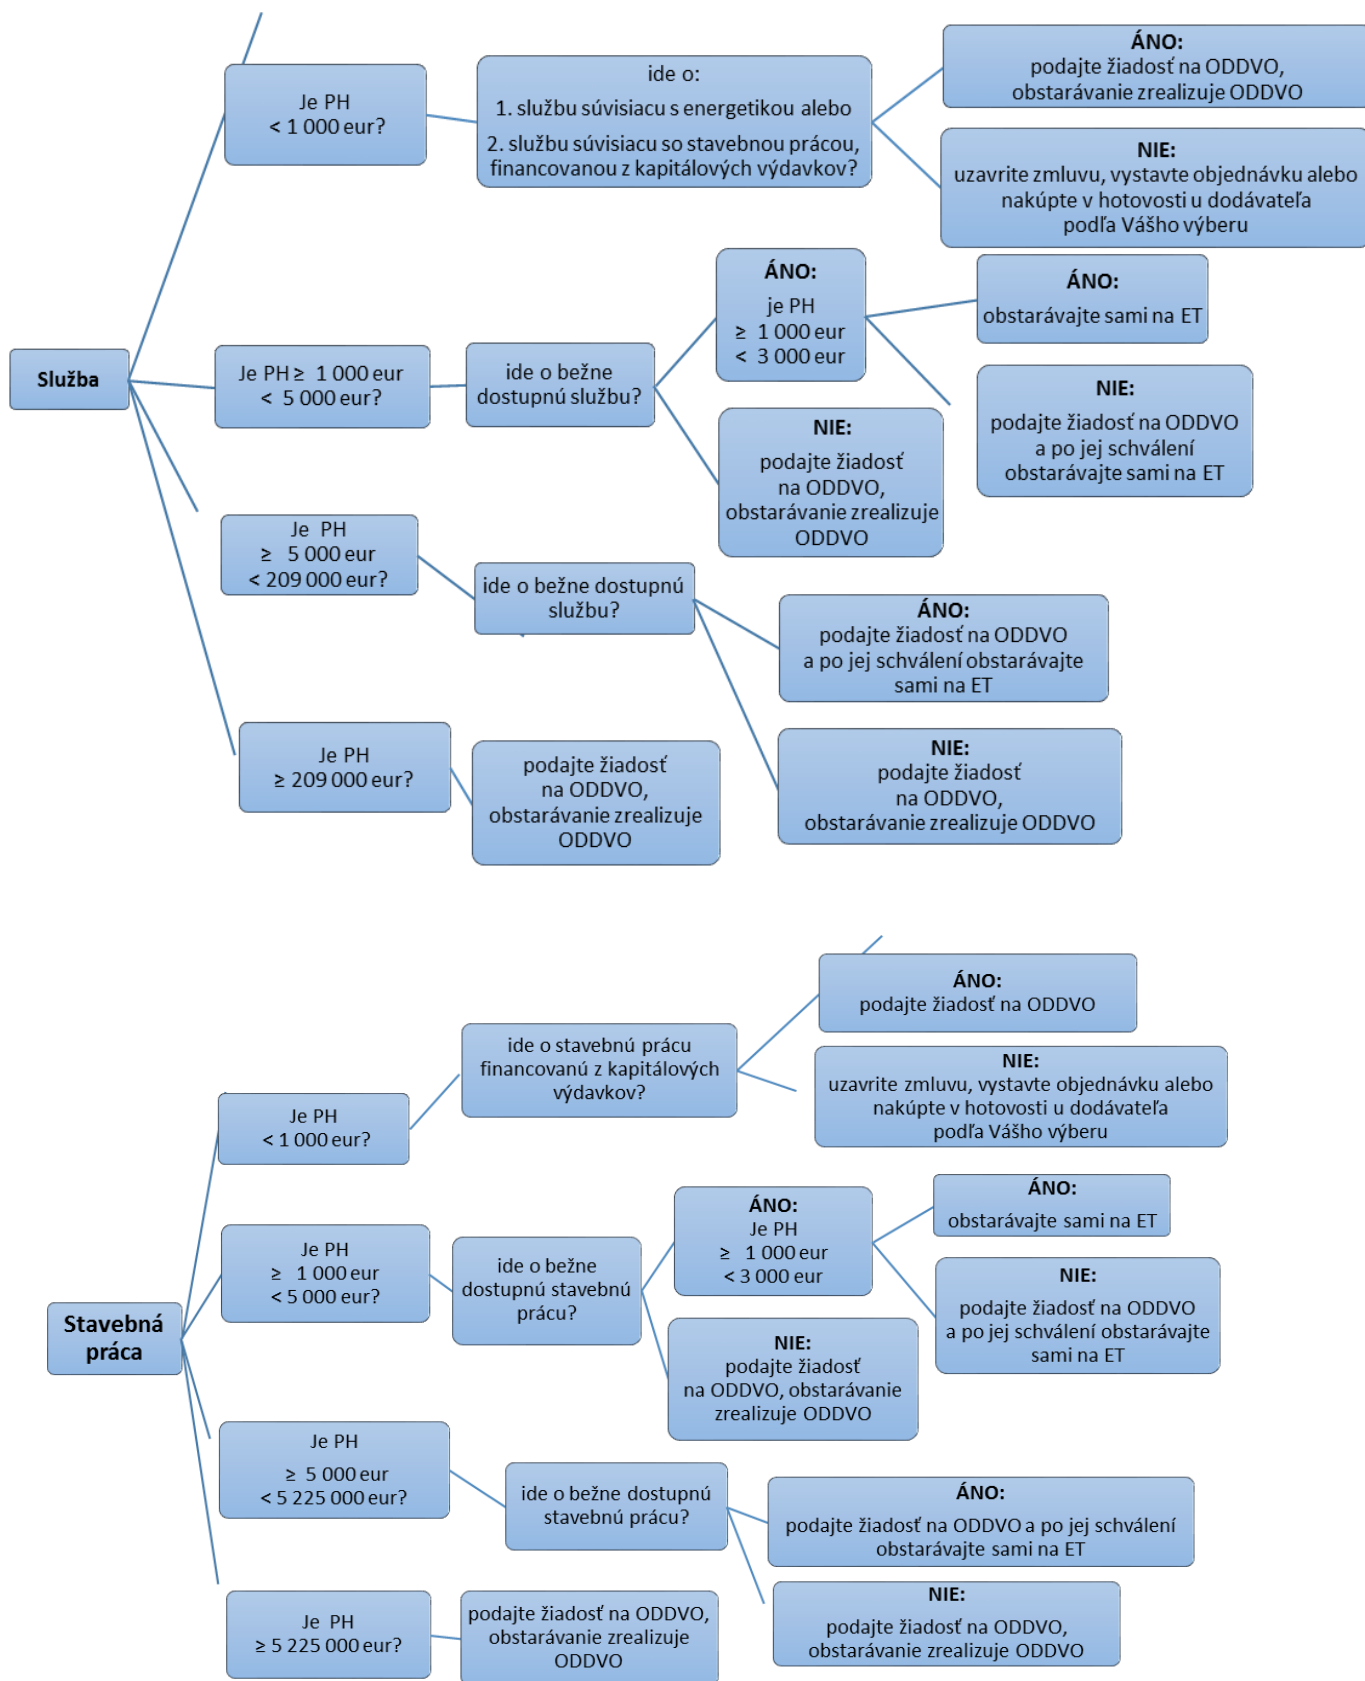 Služba
Je PH
< 1 000 eur?
ide o:
1. službu súvisiacu s energetikou alebo
2. službu súvisiacu so stavebnou prácou,
financovanou z kapitálových výdavkov?
ÁNO:
podajte žiadosť na ODDVO,
obstarávanie zrealizuje ODDVO
NIE:
uzavrite zmluvu, vystavte objednávku alebo
nakúpte v hotovosti u dodávateľa
podľa Vášho výberu
Je PH ≥ 1 000 eur
< 5 000 eur?
ide o bežne
dostupnú službu?
ÁNO:
je PH
≥ 1 000 eur
< 3 000 eur
ÁNO:
obstarávajte sami na ET
NIE:
podajte žiadosť na ODDVO
a po jej schválení
obstarávajte sami na ET
NIE:
podajte žiadosť
na ODDVO,
obstarávanie zrealizuje
ODDVO
Je PH
≥ 5 000 eur
< 209 000 eur?
ide o bežne dostupnú
službu?
ÁNO:
podajte žiadosť na ODDVO
a po jej schválení obstarávajte
sami na ET
NIE:
podajte žiadosť
na ODDVO,
obstarávanie zrealizuje ODDVO
Je PH
≥ 209 000 eur?
podajte žiadosť
na ODDVO,
obstarávanie zrealizuje
ODDVO
Stavebná
práca
Je PH
< 1 000 eur?
ide o stavebnú prácu
financovanú z kapitálových
výdavkov?
ÁNO:
podajte žiadosť na ODDVO
NIE:
uzavrite zmluvu, vystavte objednávku alebo
nakúpte v hotovosti u dodávateľa
podľa Vášho výberu
Je PH
≥ 1 000 eur
< 5 000 eur?
ide o bežne
dostupnú stavebnú
prácu?
ÁNO:
Je PH
≥ 1 000 eur
< 3 000 eur
ÁNO:
obstarávajte sami na ET
NIE:
podajte žiadosť na ODDVO
a po jej schválení obstarávajte
sami na ET
NIE:
podajte žiadosť
na ODDVO, obstarávanie
zrealizuje ODDVO
Je PH
≥ 5 000 eur
< 5 225 000 eur?
ide o bežne dostupnú
stavebnú prácu?
ÁNO:
podajte žiadosť na ODDVO a po jej schválení
obstarávajte sami na ET
NIE:
podajte žiadosť na ODDVO,
obstarávanie zrealizuje ODDVO
Je PH
≥ 5 225 000 eur?
podajte žiadosť na ODDVO,
obstarávanie zrealizuje
ODDVO